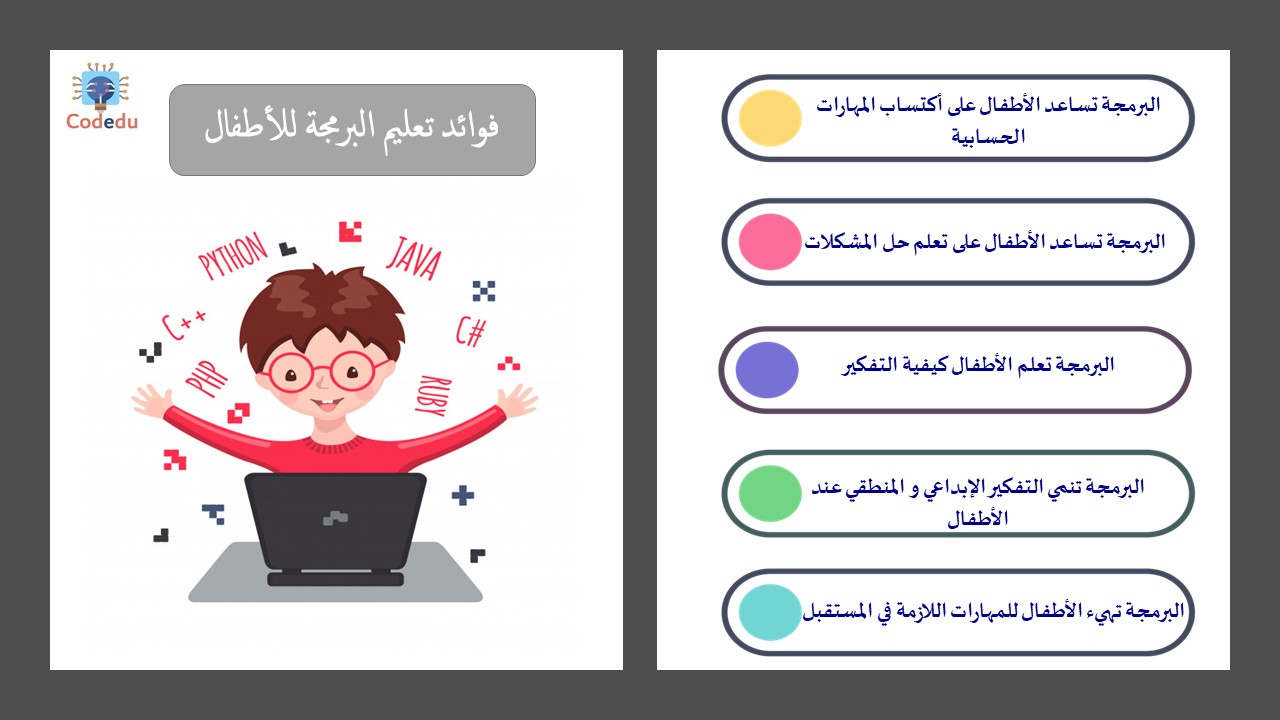 Codedu
فوائد تعليم البرمجة للأطفال
PYTHON
JAVA
C++
C#
PHP
RUBY
البرمجة تساعد الأطفال على أكتساب المهارات
الحسابية
البرمجة تساعد الأطفال على تعلم حل المشكلات
البرمجة تعلم الأطفال كيفية التفكير
البرمجة تنمي التفكير الإبداعي و المنطقي عند
الأطفال
البرمجة تهيء الأطفال للمهارات اللازمة في المستقبل